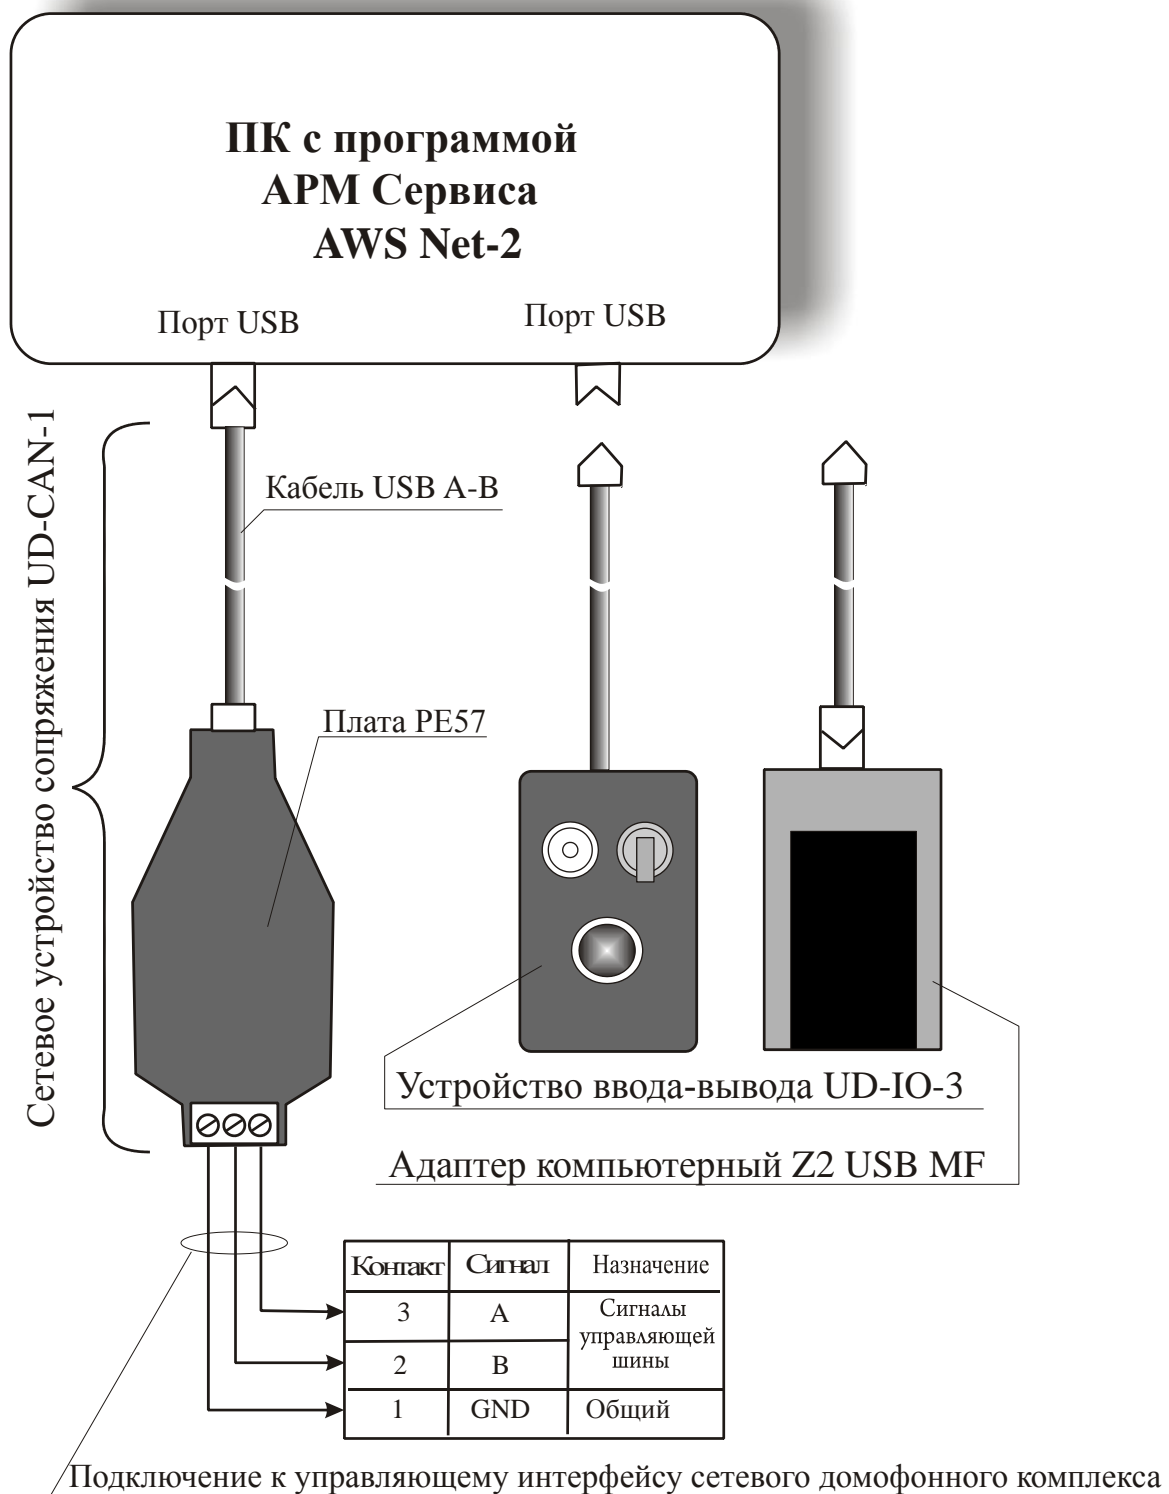 ПК с программой
АРМ Сервиса
AWS Net-2
Порт USB
Порт USB
Сетевое устройство сопряжения UD-CAN-1
Кабель USB A-B
Плата PE57
Устройство ввода-вывода UD-IO-3
Адаптер компьютерный Z2 USB MF
Контакт Сигнал Назначение
3 A Сигналы
управляющей
шины
2 B
1 GND Общий
Подключение к управляющему интерфейсу сетевого домофонного комплекса